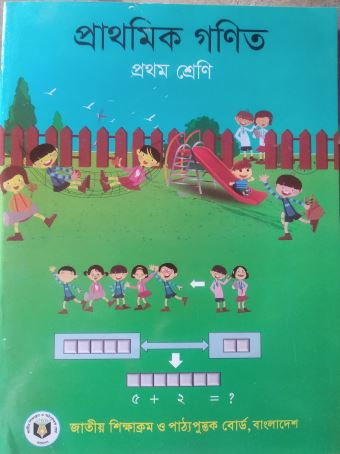 প্রাথমিক গণিত
প্রথম শ্রেণি
৫ + ২ = ?
জাতীয় শিক্ষাক্রম ও পাঠ্যপুস্তক বোর্ড, বাংলাদেশ